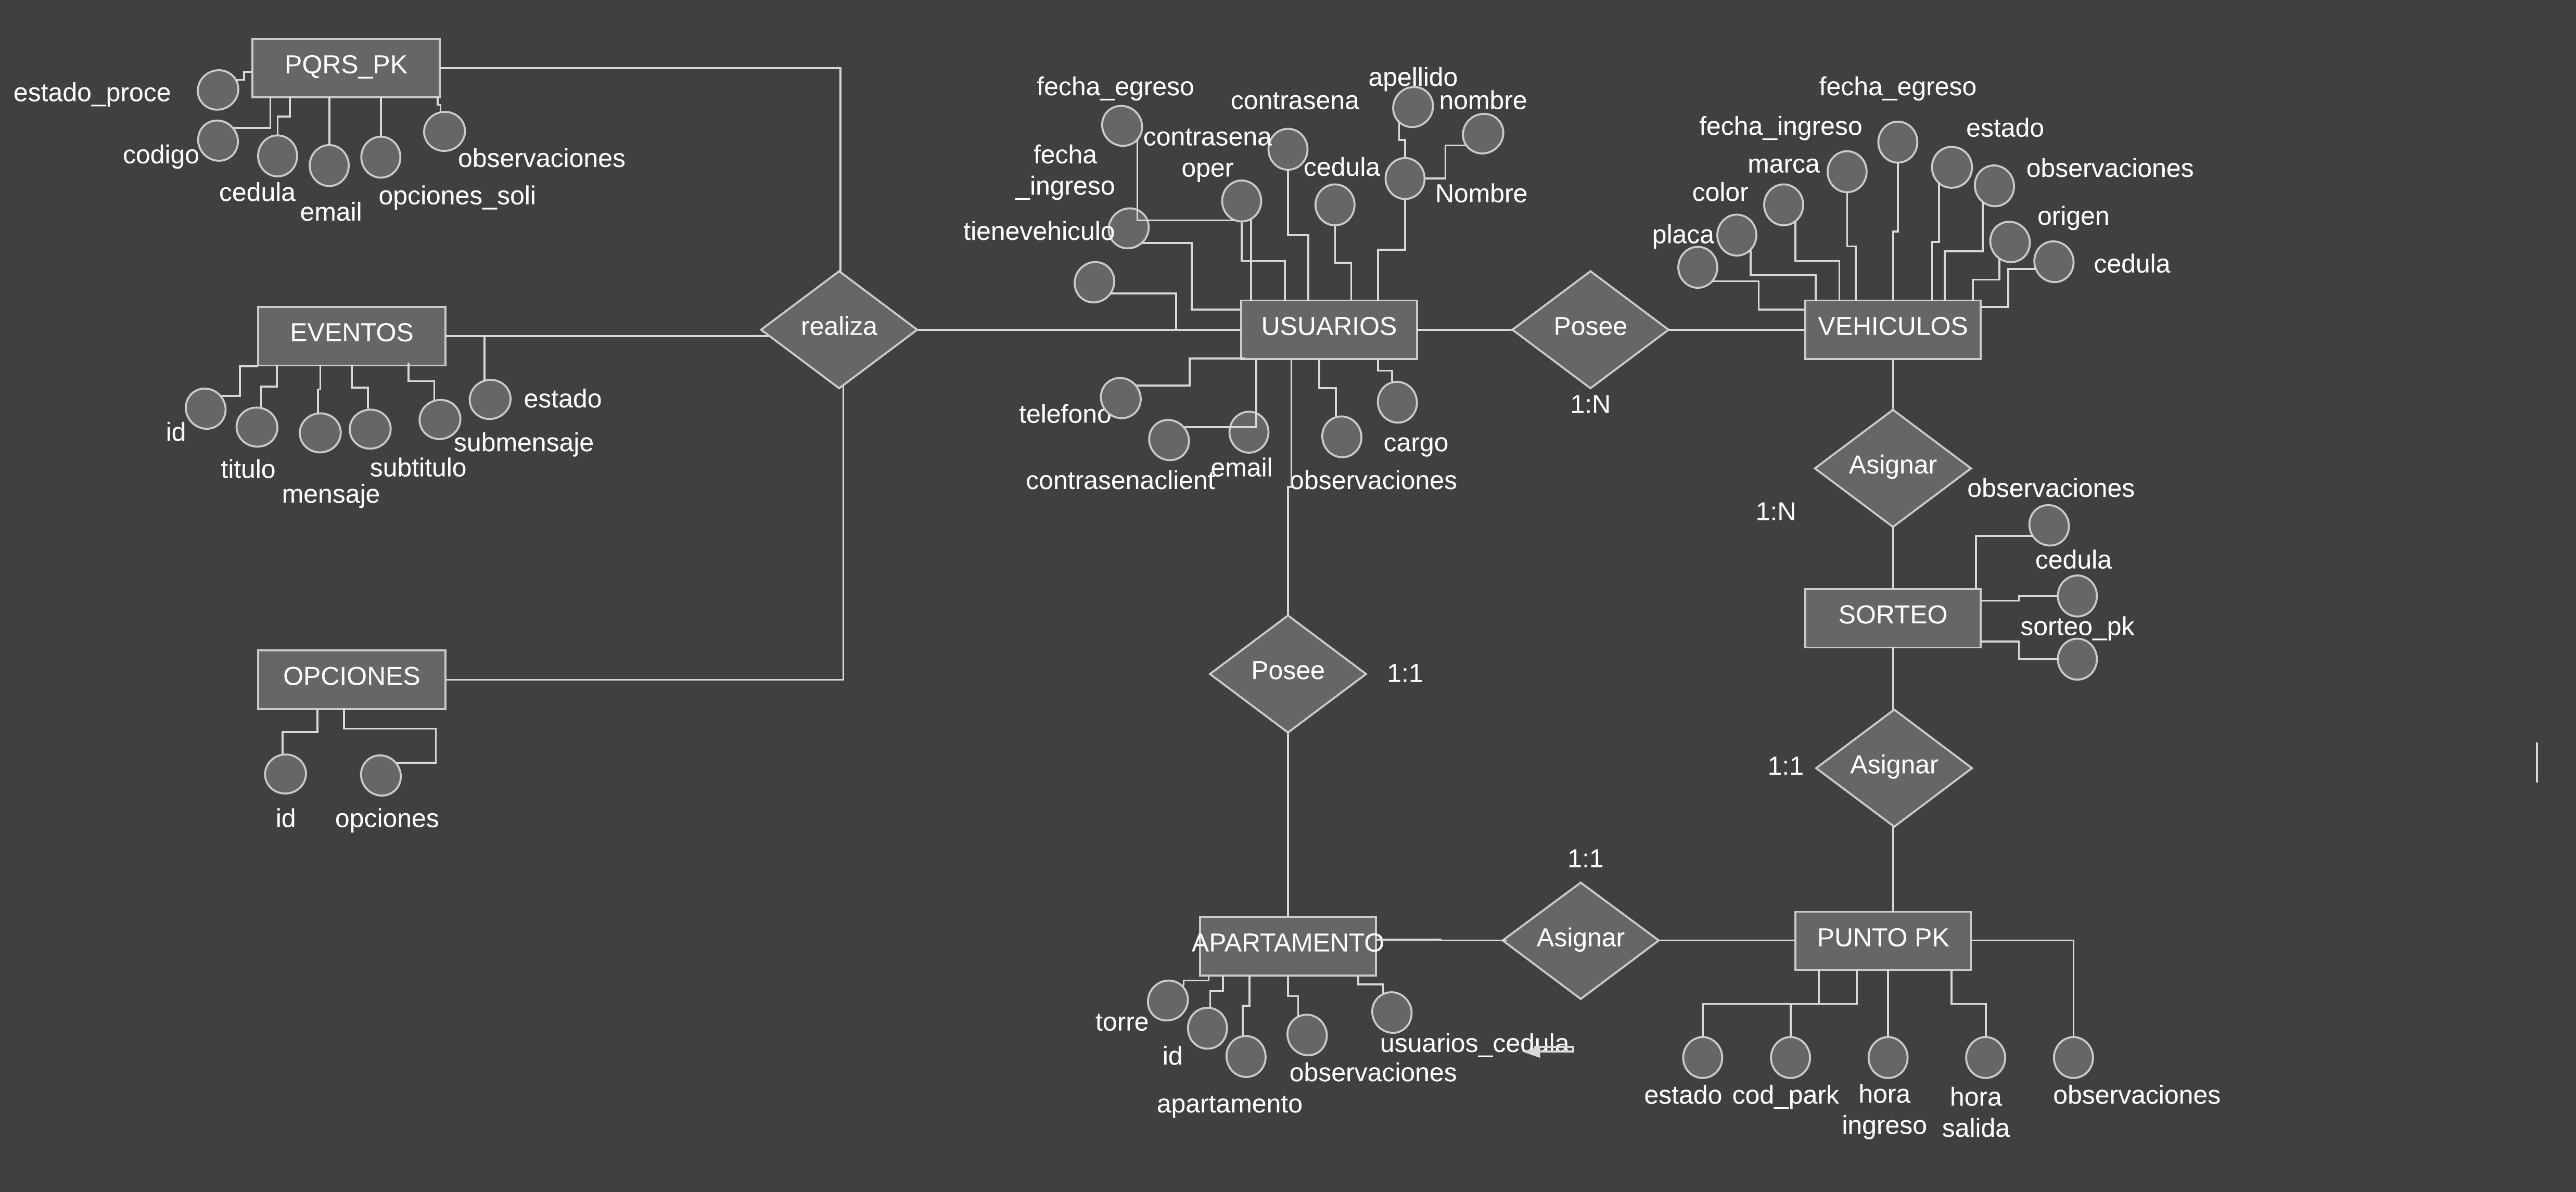 PQRS_PK
estado_proce
codigo
cedula
email
opciones_soli
observaciones
EVENTOS
id
titulo
mensaje
subtitulo
submensaje
estado
OPCIONES
id
opciones
realiza
fecha_egreso
fecha
_ingreso
tienevehiculo
contrasena
oper
contrasena
cedula
apellido
nombre
Nombre
USUARIOS
telefono
contrasenaclient
email
observaciones
cargo
Posee
1:N
fecha_egreso
fecha_ingreso
marca
color
placa
estado
observaciones
origen
cedula
VEHICULOS
Asignar
1:N
observaciones
cedula
sorteo_pk
SORTEO
Posee
1:1
Asignar
1:1
1:1
Asignar
APARTAMENTO
torre
id
apartamento
observaciones
usuarios_cedula
PUNTO PK
estado
cod_park
hora
ingreso
hora
salida
observaciones